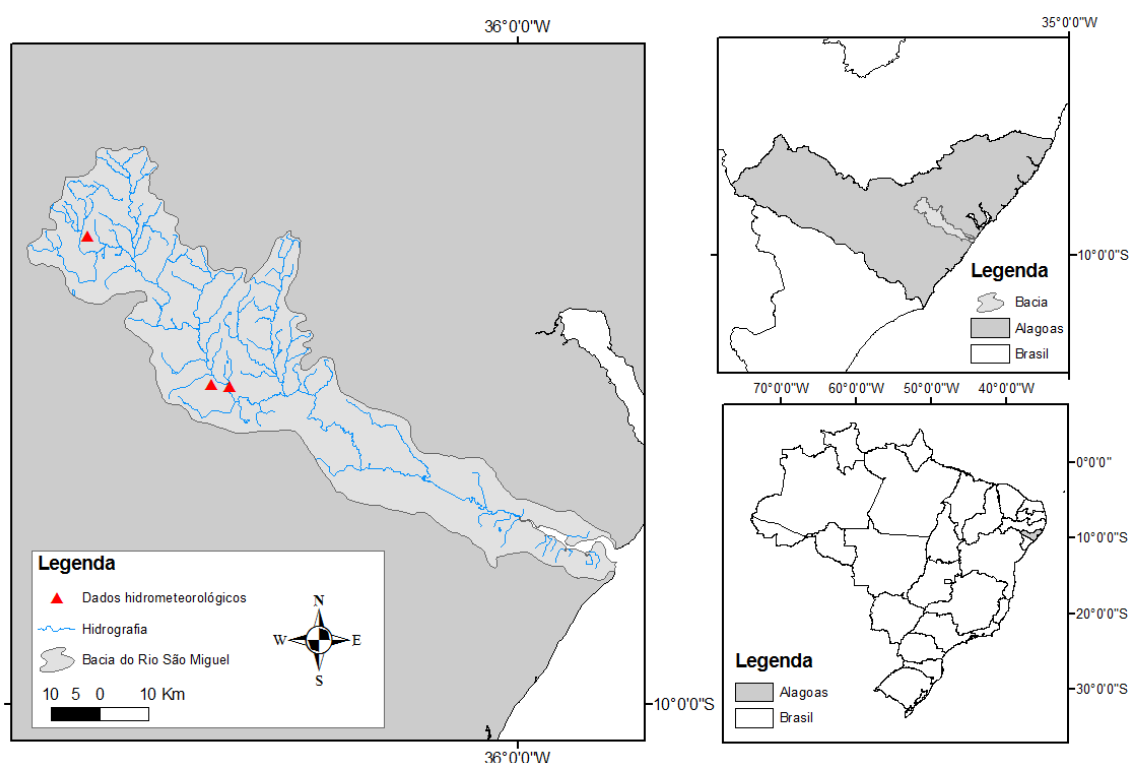 36°0'0"W
Legenda
Dados hidrometeorológicos
Hidrografia
Bacia do Rio São Miguel
N
W
E
S
10 5 0 10 Km
10°0'0"S
36°0'0"W
35°0'0"W
10°0'0"S
Legenda
Bacia
Alagoas
Brasil
70°0'0"W 60°0'0"W 50°0'0"W 40°0'0"W
0°0'0"
10°0'0"S
20°0'0"S
30°0'0"S
Legenda
Alagoas
Brasil